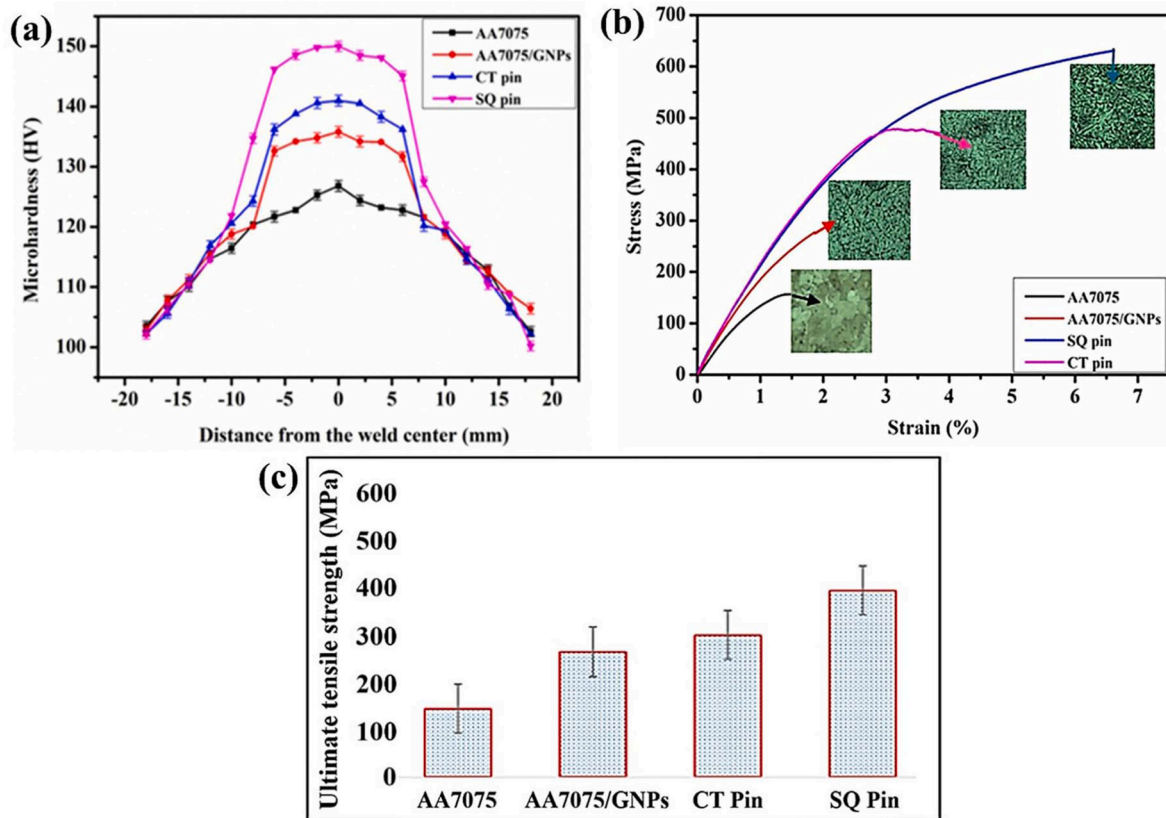 (a)
Microhardness (HV)
150
140
130
120
110
100
-20 -15 -10 -5 0 5 10 15 20
Distance from the weld center (mm)
AA7075
AA7075/GNPs
CT pin
SQ pin
(b)
Stress (MPa)
700
600
500
400
300
200
100
0
0 1 2 3 4 5 6 7
Strain (%)
AA7075
AA7075/GNPs
SQ pin
CT pin
(c)
Ultimate tensile strength (MPa)
600
500
400
300
200
100
0
AA7075 AA7075/GNPs CT Pin SQ Pin